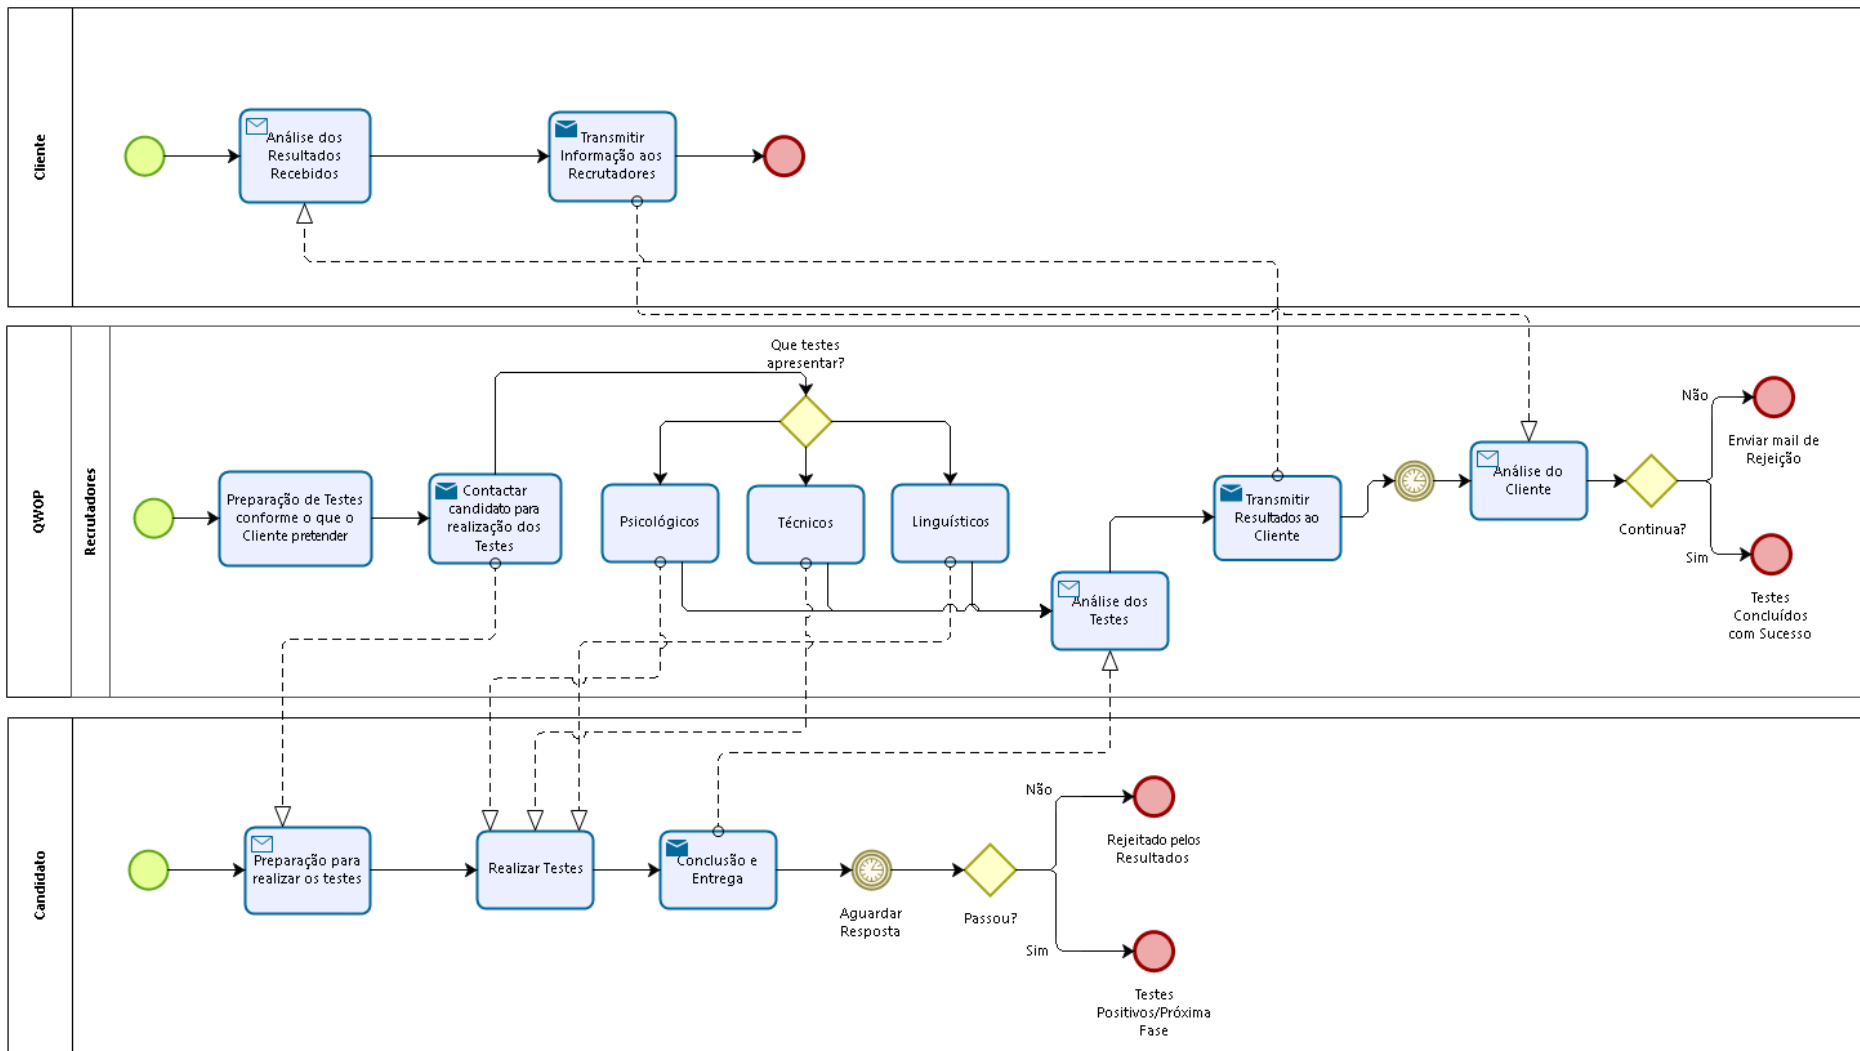 Cliente
Análise dos
Resultados
Recebidos
Transmitir
Informação aos
Recrutadores
QWOP
Recrutadores
Que testes
apresentar?
Preparação de Testes
conforme o que o
Cliente pretender
Contactar
candidato para
realização dos
Testes
Psicológicos
Técnicos
Linguísticos
Análise dos
Testes
Transmitir
Resultados ao
Cliente
Análise do
Cliente
Continua?
Não
Enviar mail de
Rejeição
Sim
Testes
Concluídos
com Sucesso
Candidato
Preparação para
realizar os testes
Realizar Testes
Conclusão e
Entrega
Aguardar
Resposta
Passou?
Não
Rejeitado pelos
Resultados
Sim
Testes
Positivos/Próxima
Fase